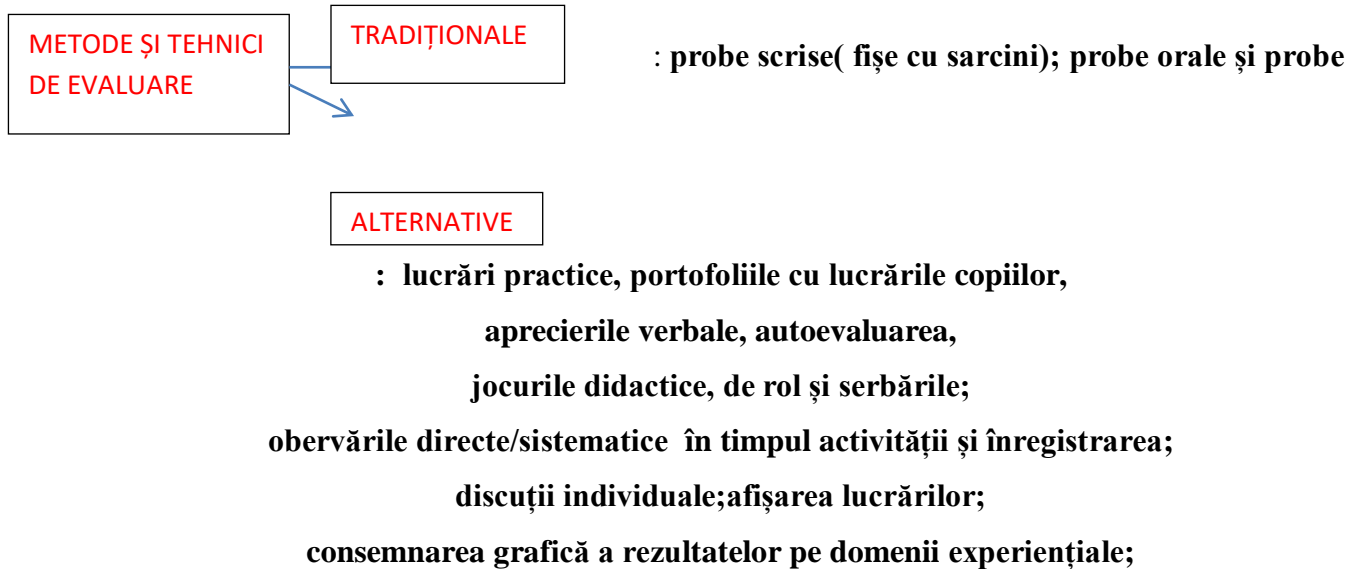 METODE ȘI TEHNICI
DE EVALUARE
TRADIȚIONALE
: probe scrise( fișe cu sarcini); probe orale și probe
ALTERNATIVE
: lucrări practice, portofoliile cu lucrările copiilor,
aprecierile verbale, autoevaluarea,
jocurile didactice, de rol și serbările;
obervările directe/sistematice în timpul activității și înregistrarea;
discuții individuale;afișarea lucrărilor;
consemnarea grafică a rezultatelor pe domenii experiențiale;